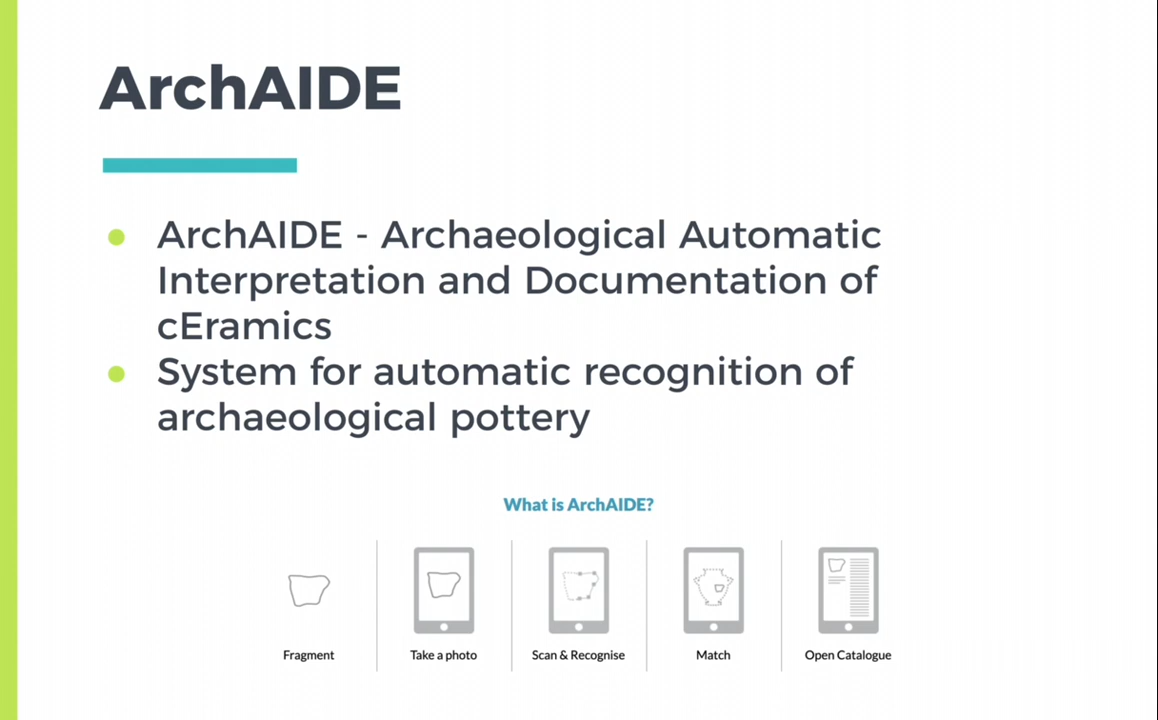 ArchAIDE
ArchAIDE - Archaeological Automatic
Interpretation and Documentation of
cEramics
System for automatic recognition of
archaeological pottery
What is ArchAIDE?
Fragment
Take a photo
Scan & Recognise
Match
Open Catalogue